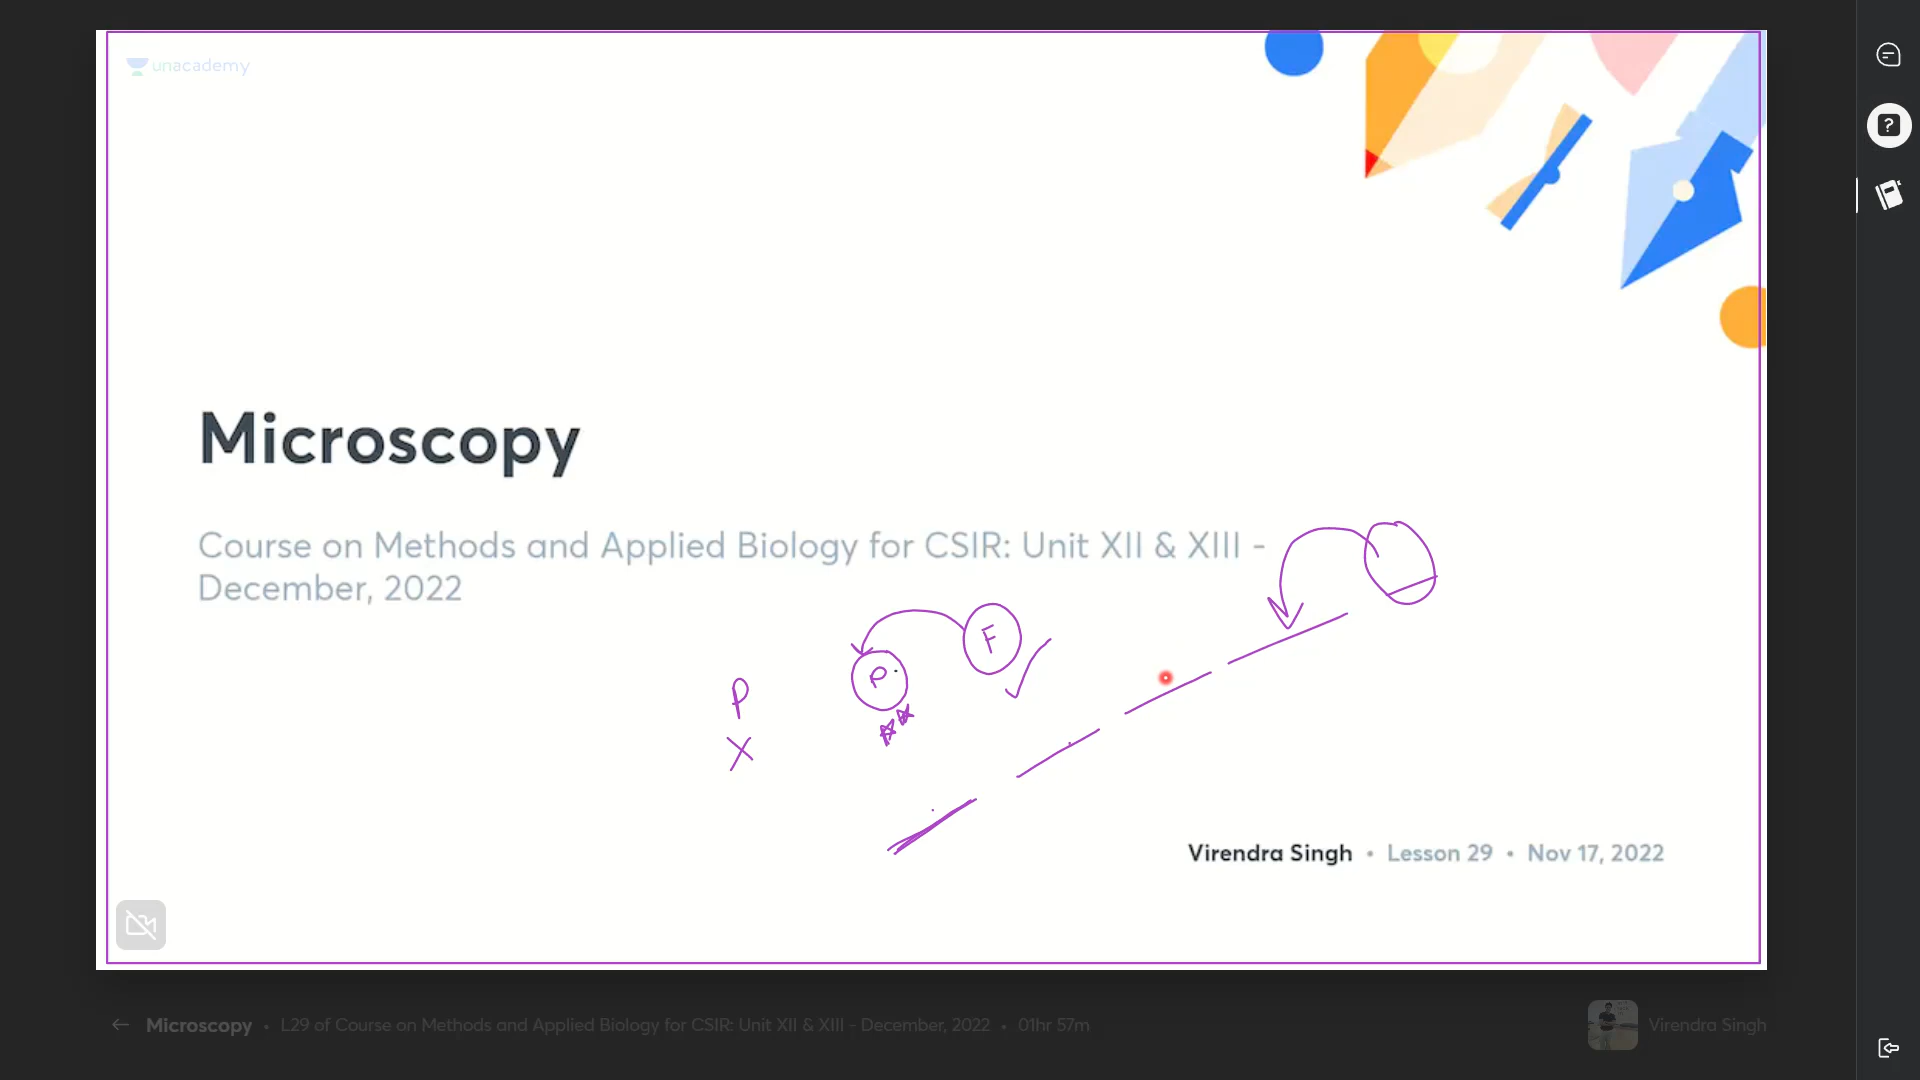 unacademy
Microscopy
Course on Methods and Applied Biology for CSIR: Unit XII & XIII -
December, 2022
F
P
P
X
Virendra Singh • Lesson 29 • Nov 17, 2022
← Microscopy • L29 of Course on Methods and Applied Biology for CSIR: Unit XII & XIII - December, 2022 • 01hr 57m
Virendra Singh